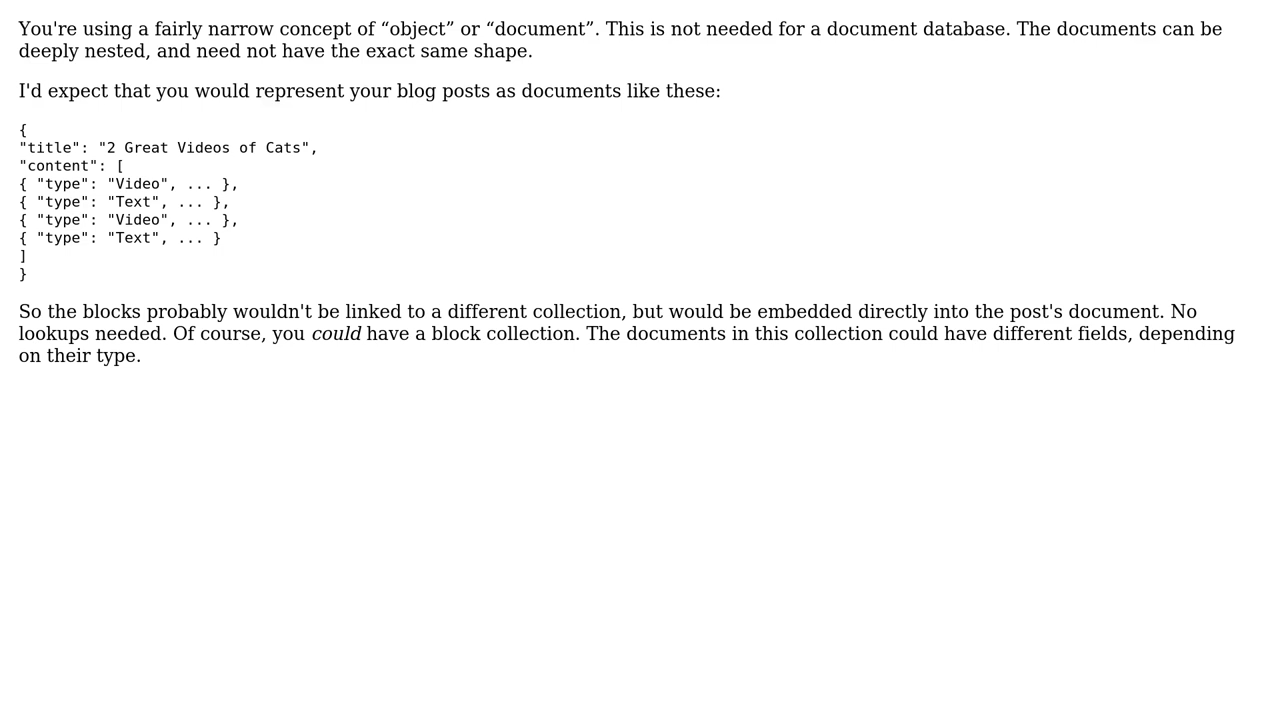 You're using a fairly narrow concept of “object” or “document”. This is not needed for a document database. The documents can be
deeply nested, and need not have the exact same shape.
I'd expect that you would represent your blog posts as documents like these:
{
"title": "2 Great Videos of Cats",
"content": [
{ "type": "Video", ... },
{ "type": "Text", ... },
{ "type": "Video", ... },
{ "type": "Text", ... }
]
}
So the blocks probably wouldn't be linked to a different collection, but would be embedded directly into the post's document. No
lookups needed. Of course, you could have a block collection. The documents in this collection could have different fields, depending
on their type.